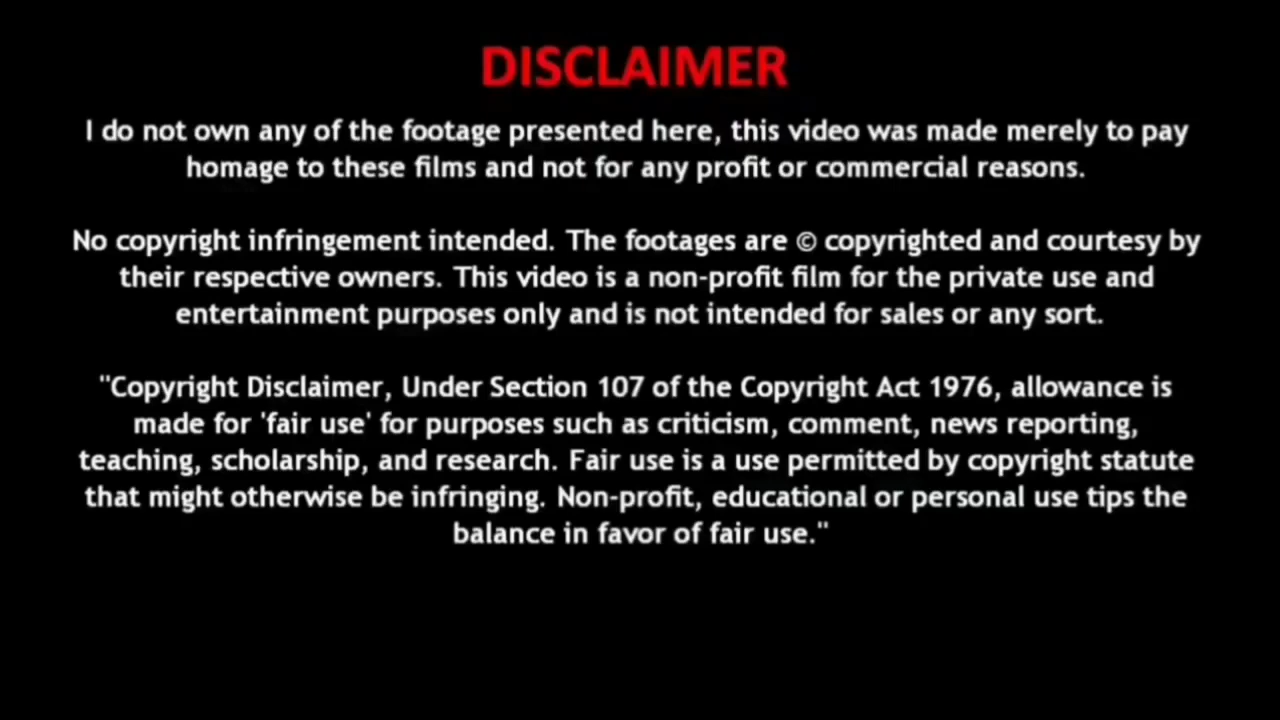 DISCLAIMER
I do not own any of the footage presented here, this video was made merely to pay
homage to these films and not for any profit or commercial reasons.
No copyright infringement intended. The footages are © copyrighted and courtesy by
their respective owners. This video is a non-profit film for the private use and
entertainment purposes only and is not intended for sales or any sort.
"Copyright Disclaimer, Under Section 107 of the Copyright Act 1976, allowance is
made for 'fair use' for purposes such as criticism, comment, news reporting,
teaching, scholarship, and research. Fair use is a use permitted by copyright statute
that might otherwise be infringing. Non-profit, educational or personal use tips the
balance in favor of fair use."